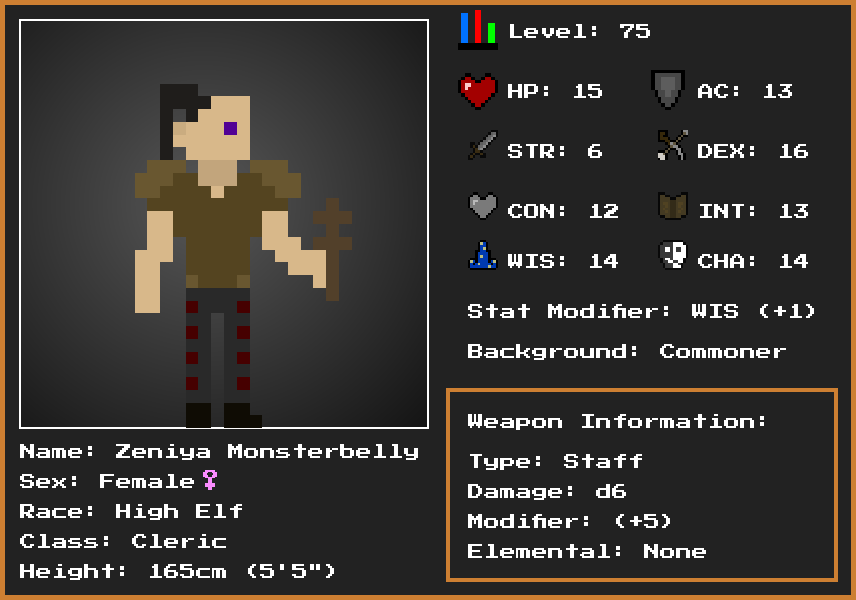 Level: 75
HP: 15
AC: 13
STR: 6
DEX: 16
CON: 12
INT: 13
WIS: 14
CHA: 14
Stat Modifier: WIS (+1)
Background: Commoner
Weapon Information:
Type: Staff
Damage: d6
Modifier: (+5)
Elemental: None
Name: Zeniya Monsterbelly
Sex: Female♀
Race: High Elf
Class: Cleric
Height: 165cm (5'5")